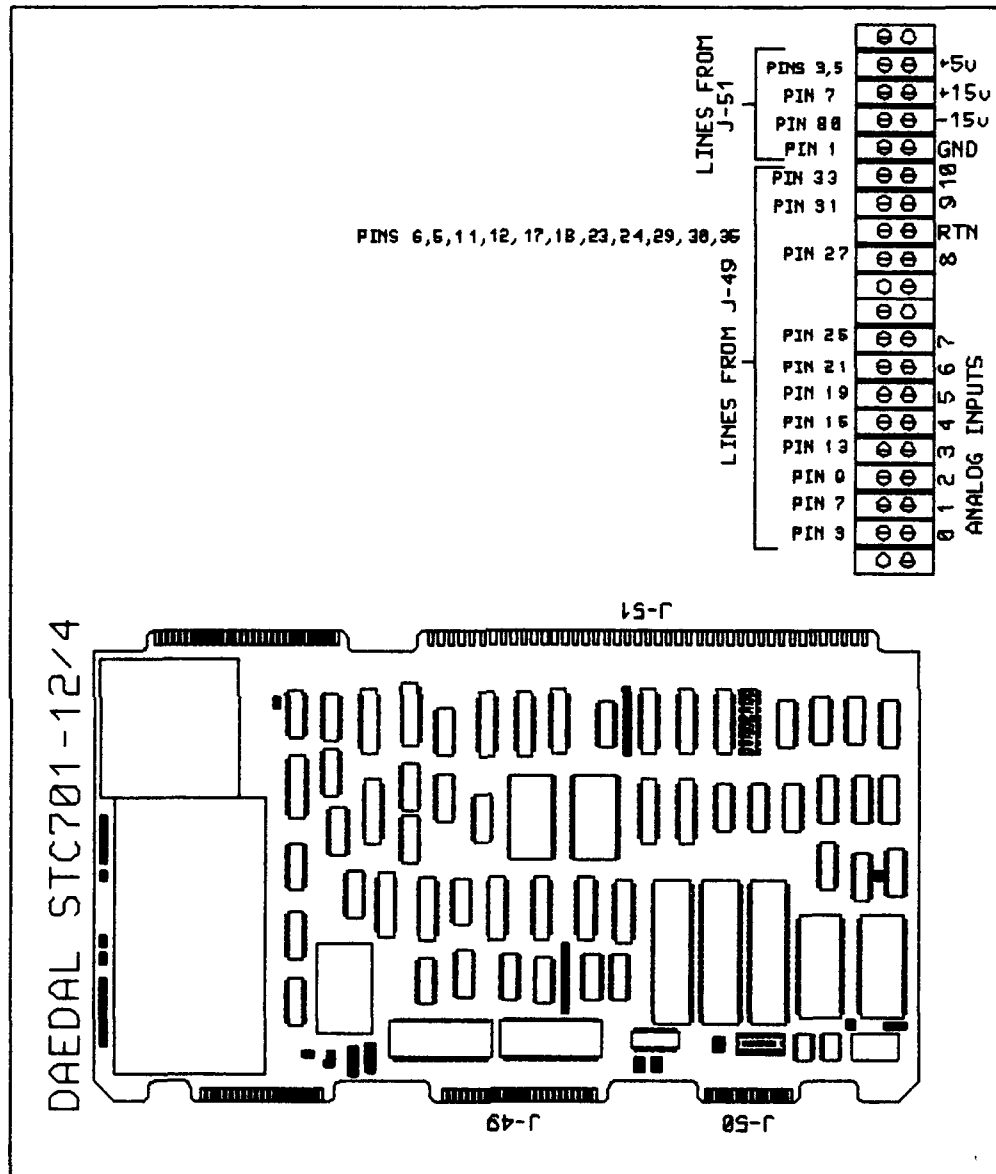 LINES FROM
J-51
PINS 3,5 +5v
PIN 7 +15v
PIN 80 -15v
PIN 1 GND
PIN 33 10
PIN 31 9
PINS 6,5,11,12,17,18,23,24,29,30,35 RTN
PIN 27 8
LINES FROM J-49
PIN 25 7
PIN 21 6
PIN 19 5
PIN 15 4
PIN 13 3
PIN 9 2
PIN 7 1
PIN 3 0
ANALOG INPUTS
J-51
DAEDAL STC701-12/4
J-49
J-50